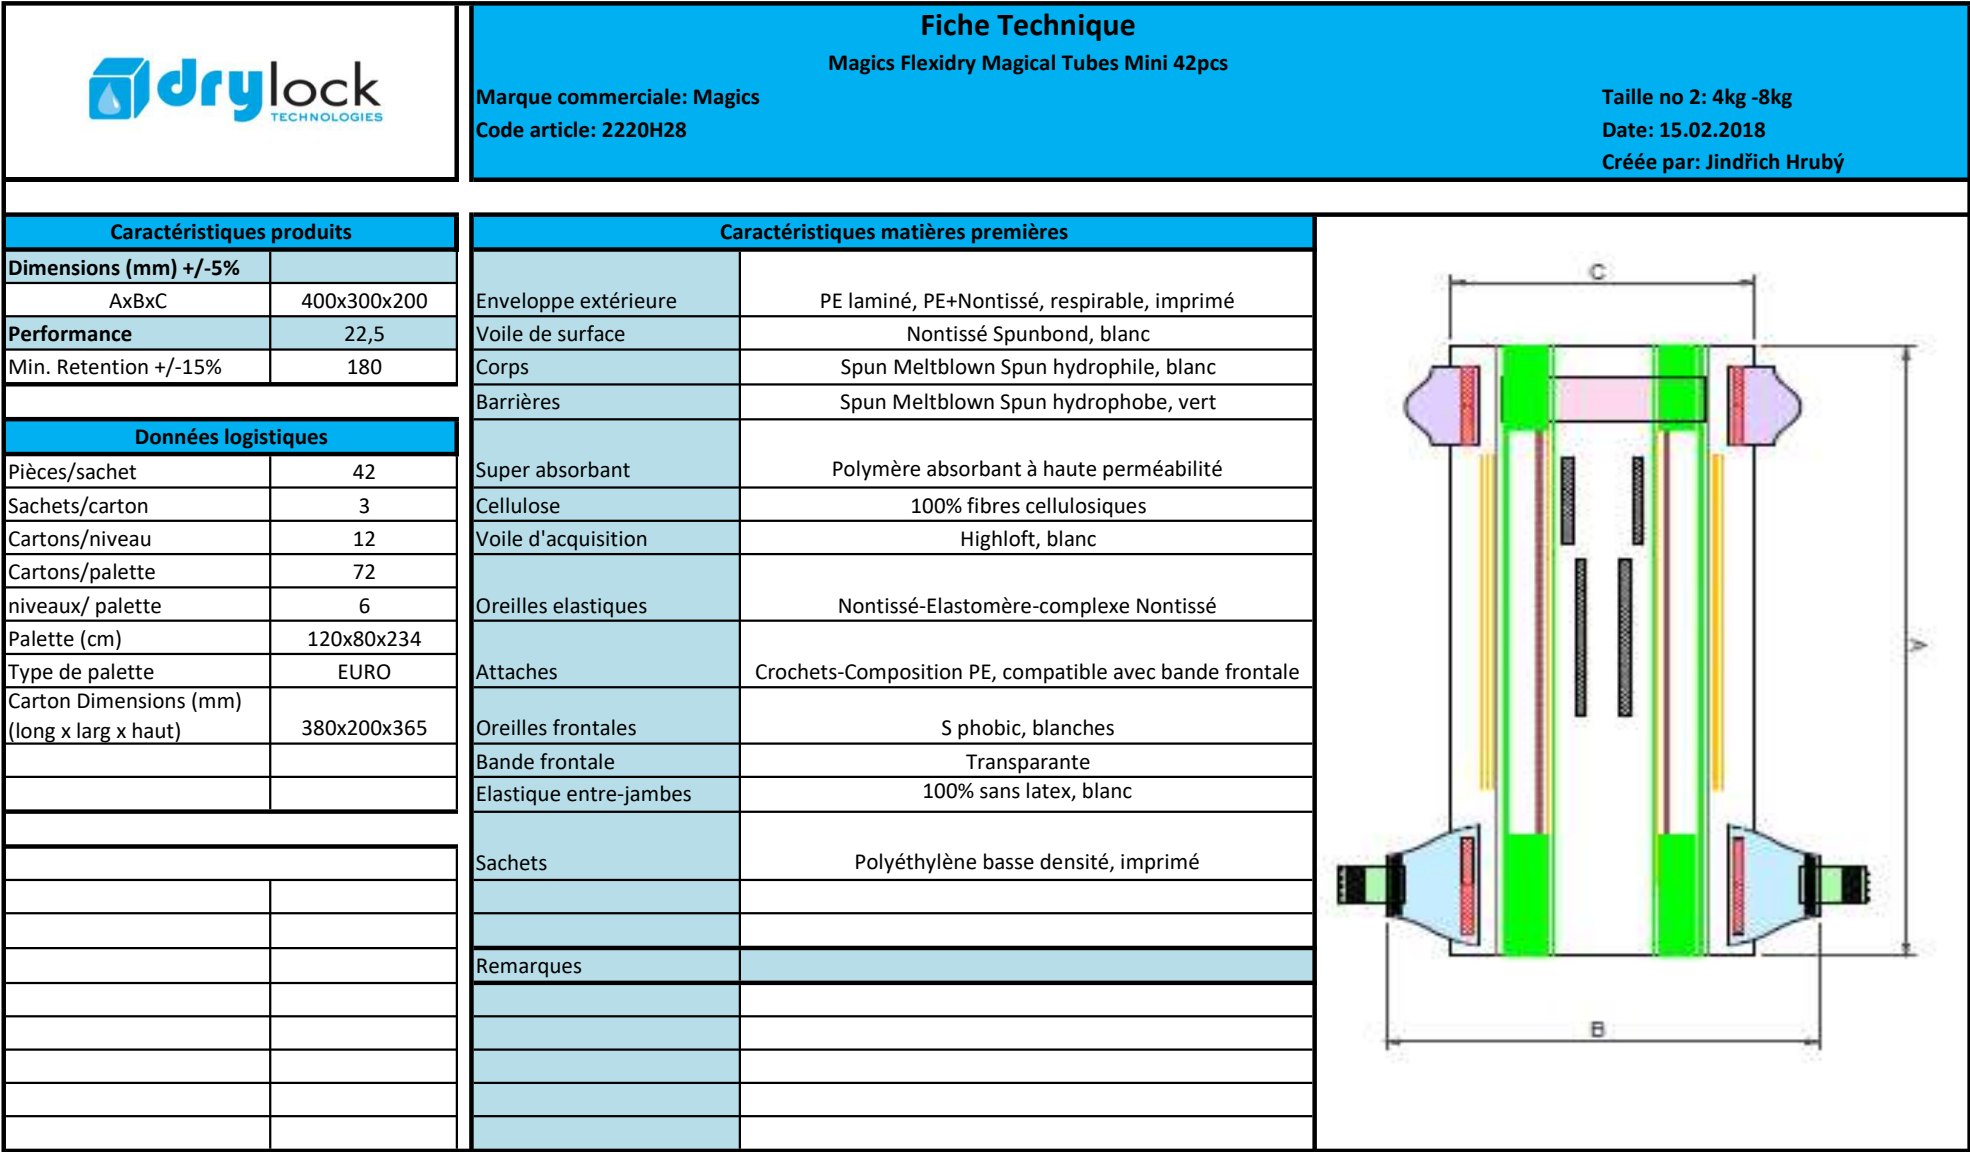 drylock
TECHNOLOGIES
Fiche Technique
Magics Flexidry Magical Tubes Mini 42pcs
Marque commerciale: Magics
Taille no 2: 4kg -8kg
Code article: 2220H28
Date: 15.02.2018
Créée par: Jindřich Hrubý
Caractéristiques produits
Dimensions (mm) +/-5%
AxBxC 400x300x200
Performance 22,5
Min. Retention +/-15% 180
Données logistiques
Pièces/sachet 42
Sachets/carton 3
Cartons/niveau 12
Cartons/palette 72
niveaux/ palette 6
Palette (cm) 120x80x234
Type de palette EURO
Carton Dimensions (mm)
(long x larg x haut) 380x200x365
Caractéristiques matières premières
Enveloppe extérieure PE laminé, PE+Nontissé, respirable, imprimé
Voile de surface Nontissé Spunbond, blanc
Corps Spun Meltblown Spun hydrophile, blanc
Barrières Spun Meltblown Spun hydrophobe, vert
Super absorbant Polymère absorbant à haute perméabilité
Cellulose 100% fibres cellulosiques
Voile d'acquisition Highloft, blanc
Oreilles elastiques Nontissé-Elastomère-complexe Nontissé
Attaches Crochets-Composition PE, compatible avec bande frontale
Oreilles frontales S phobic, blanches
Bande frontale Transparante
Elastique entre-jambes 100% sans latex, blanc
Sachets Polyéthylène basse densité, imprimé
Remarques
C
A
B